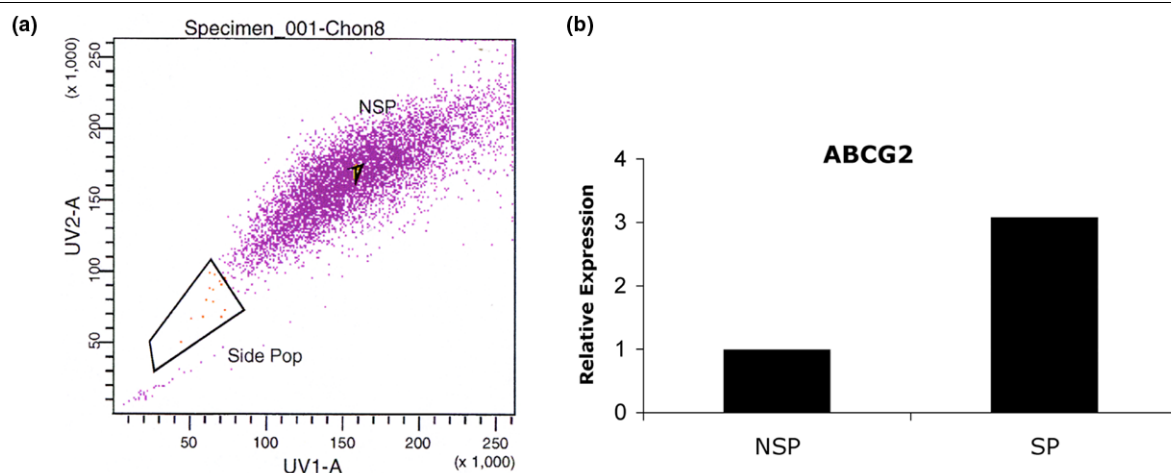 (a)
Specimen_001-Chon8
(x 1,000)
250
200
150
100
50
UV2-A
NSP
Side Pop
50 100 150 200 250
UV1-A
(x 1,000)
(b)
ABCG2
Relative Expression
4
3
2
1
0
NSP SP